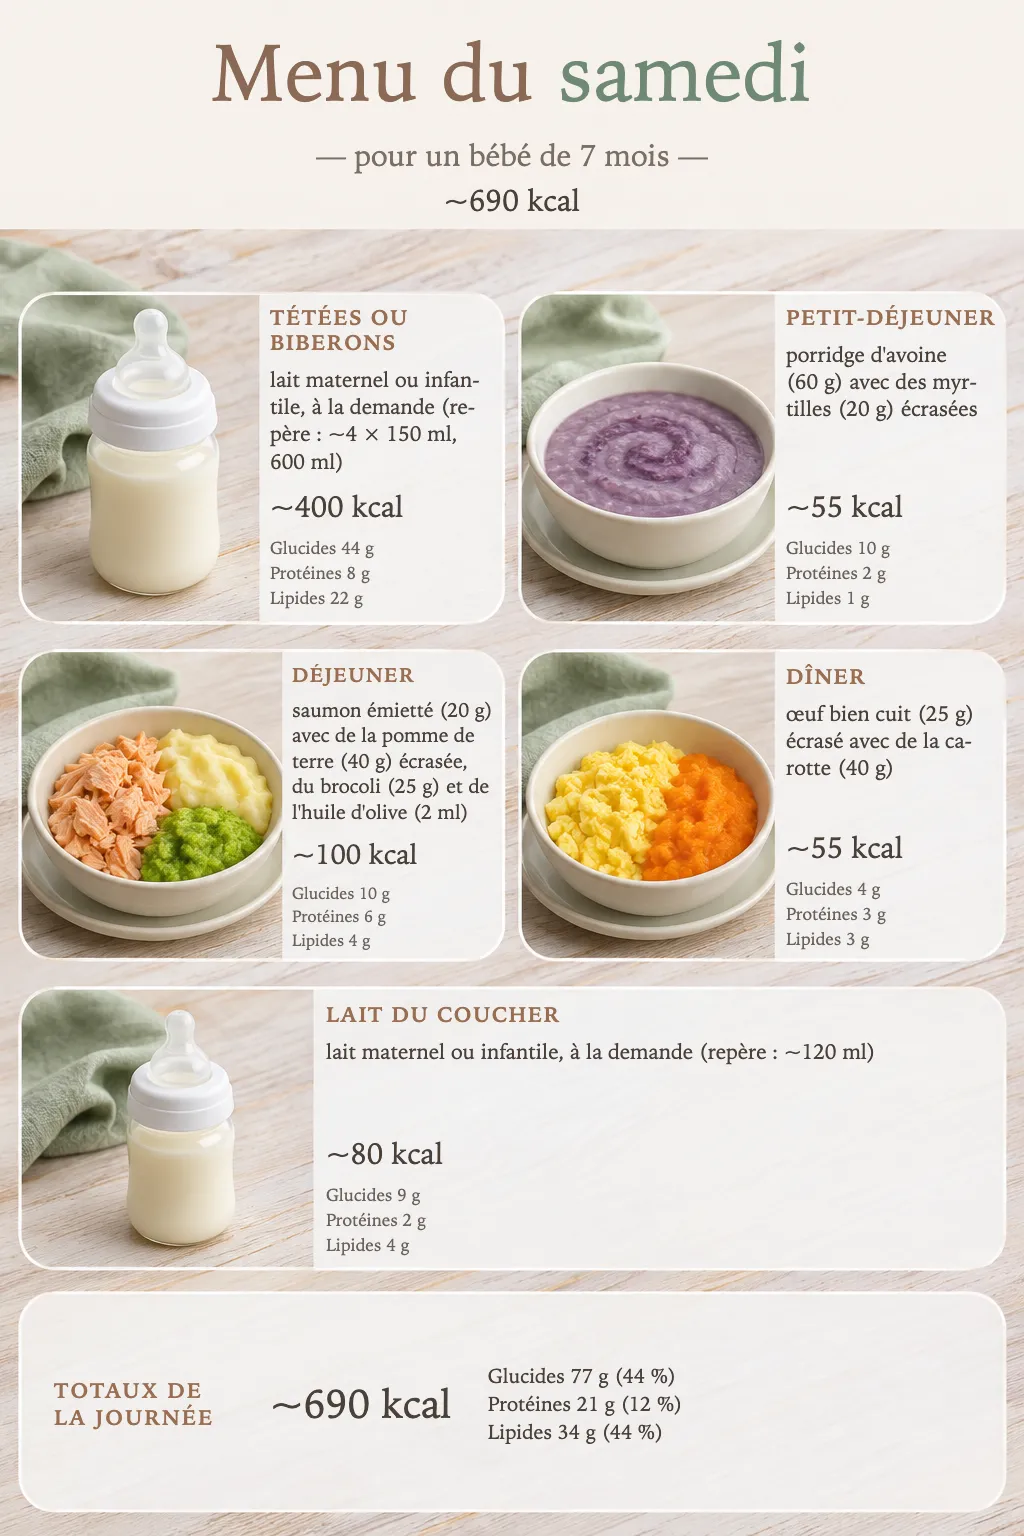 Menu du samedi
— pour un bébé de 7 mois —
~690 kcal
TÉTÉES OU
BIBERONS
lait maternel ou infan-
tile, à la demande (re-
père : ~4 × 150 ml,
600 ml)
~400 kcal
Glucides 44 g
Protéines 8 g
Lipides 22 g
PETIT-DÉJEUNER
porridge d'avoine
(60 g) avec des myr-
tilles (20 g) écrasées
~55 kcal
Glucides 10 g
Protéines 2 g
Lipides 1 g
DÉJEUNER
saumon émietté (20 g)
avec de la pomme de
terre (40 g) écrasée,
du brocoli (25 g) et de
l'huile d'olive (2 ml)
~100 kcal
Glucides 10 g
Protéines 6 g
Lipides 4 g
DÎNER
œuf bien cuit (25 g)
écrasé avec de la ca-
rotte (40 g)
~55 kcal
Glucides 4 g
Protéines 3 g
Lipides 3 g
LAIT DU COUCHER
lait maternel ou infantile, à la demande (repère : ~120 ml)
~80 kcal
Glucides 9 g
Protéines 2 g
Lipides 4 g
TOTAUX DE
LA JOURNÉE
~690 kcal
Glucides 77 g (44 %)
Protéines 21 g (12 %)
Lipides 34 g (44 %)